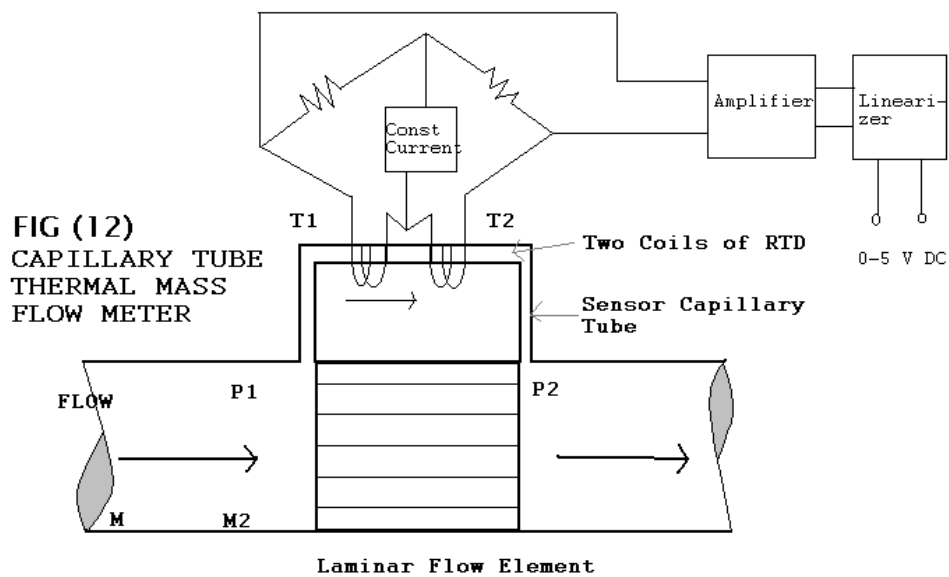 Amplifier
Lineari-
zer
Const
Current
T1
T2
FIG (12)
CAPILLARY TUBE
THERMAL MASS
FLOW METER
Two Coils of RTD
0-5 V DC
Sensor Capillary
Tube
P1
P2
FLOW
M
M2
Laminar Flow Element